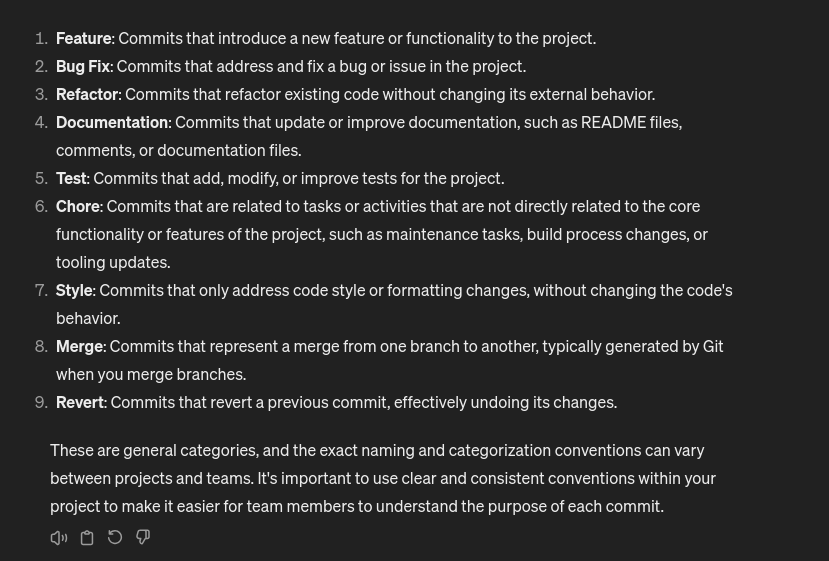 1. Feature: Commits that introduce a new feature or functionality to the project.
2. Bug Fix: Commits that address and fix a bug or issue in the project.
3. Refactor: Commits that refactor existing code without changing its external behavior.
4. Documentation: Commits that update or improve documentation, such as README files,
comments, or documentation files.
5. Test: Commits that add, modify, or improve tests for the project.
6. Chore: Commits that are related to tasks or activities that are not directly related to the core
functionality or features of the project, such as maintenance tasks, build process changes, or
tooling updates.
7. Style: Commits that only address code style or formatting changes, without changing the code's
behavior.
8. Merge: Commits that represent a merge from one branch to another, typically generated by Git
when you merge branches.
9. Revert: Commits that revert a previous commit, effectively undoing its changes.
These are general categories, and the exact naming and categorization conventions can vary
between projects and teams. It's important to use clear and consistent conventions within your
project to make it easier for team members to understand the purpose of each commit.